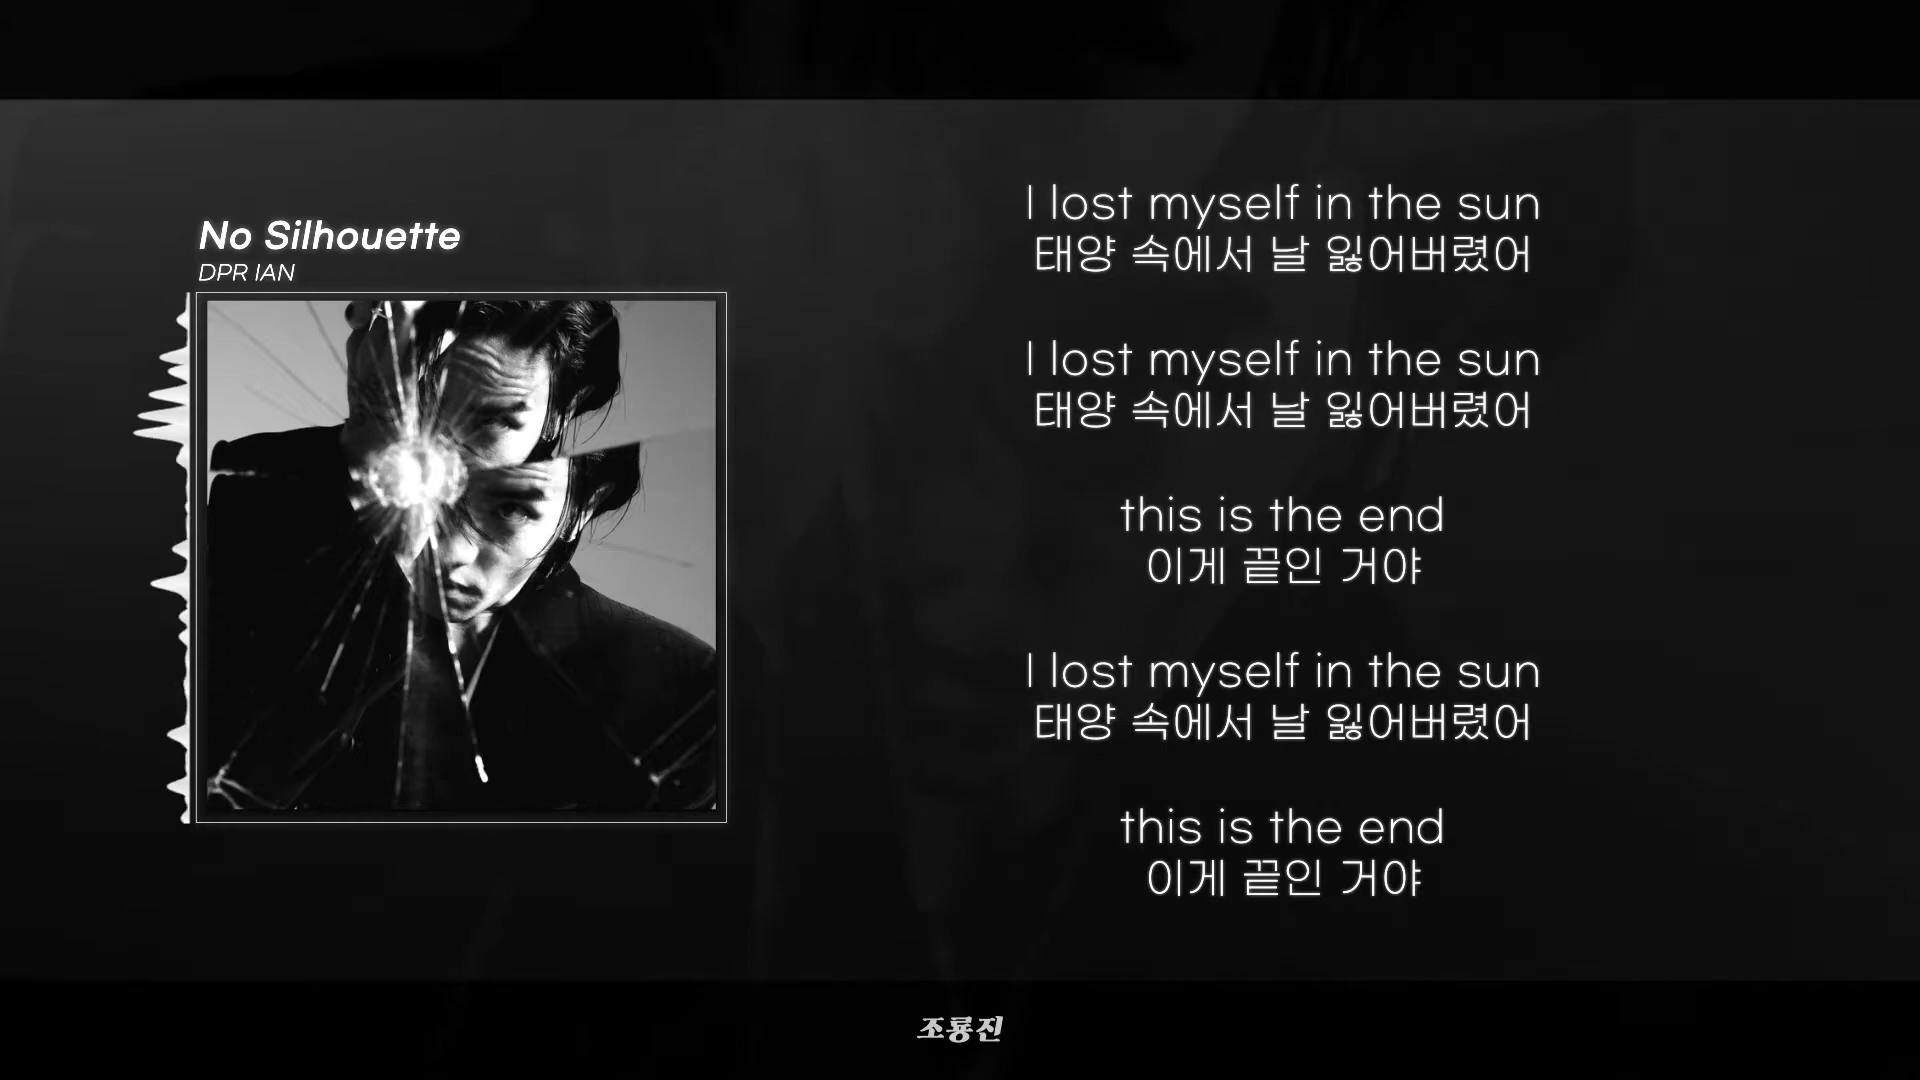 No Silhouette
DPR IAN
I lost myself in the sun
태양 속에서 날 잃어버렸어
I lost myself in the sun
태양 속에서 날 잃어버렸어
this is the end
이게 끝인 거야
I lost myself in the sun
태양 속에서 날 잃어버렸어
this is the end
이게 끝인 거야
조룡진